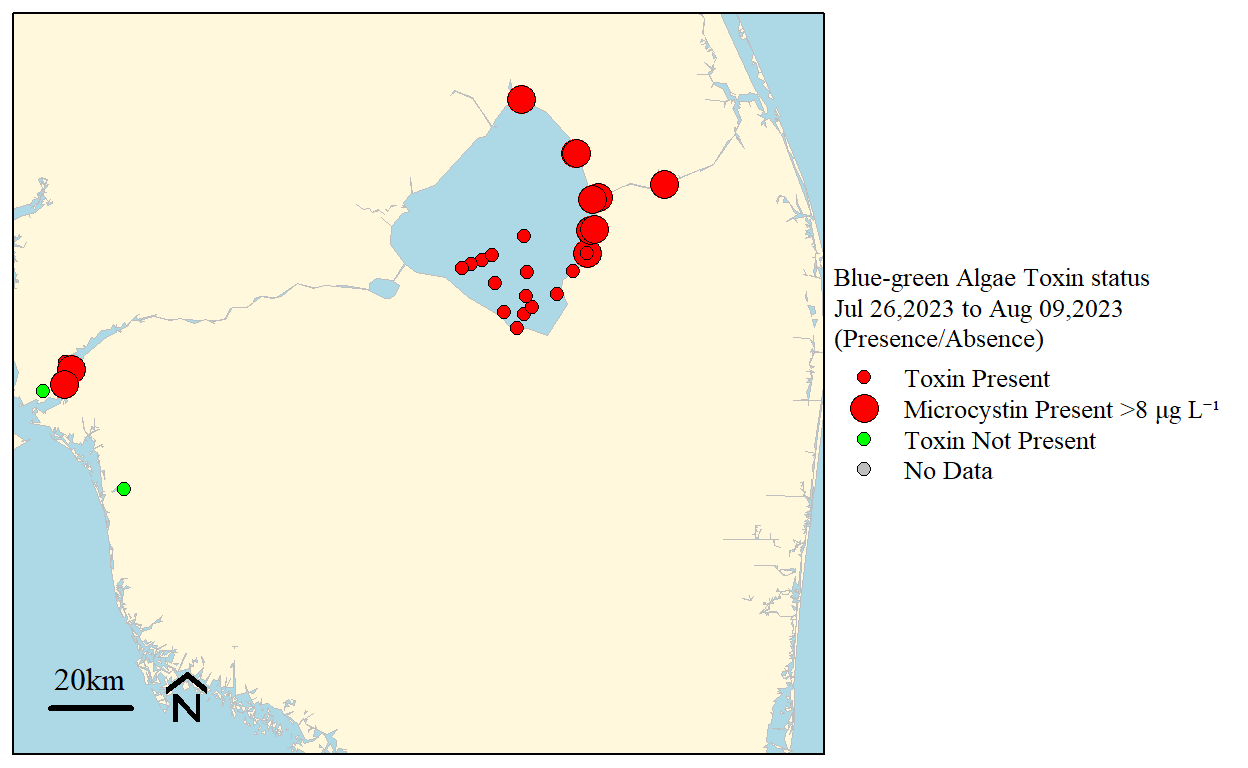 Blue-green Algae Toxin status
Jul 26,2023 to Aug 09,2023
(Presence/Absence)
Toxin Present
Microcystin Present >8 μg L⁻¹
Toxin Not Present
No Data
20km
N